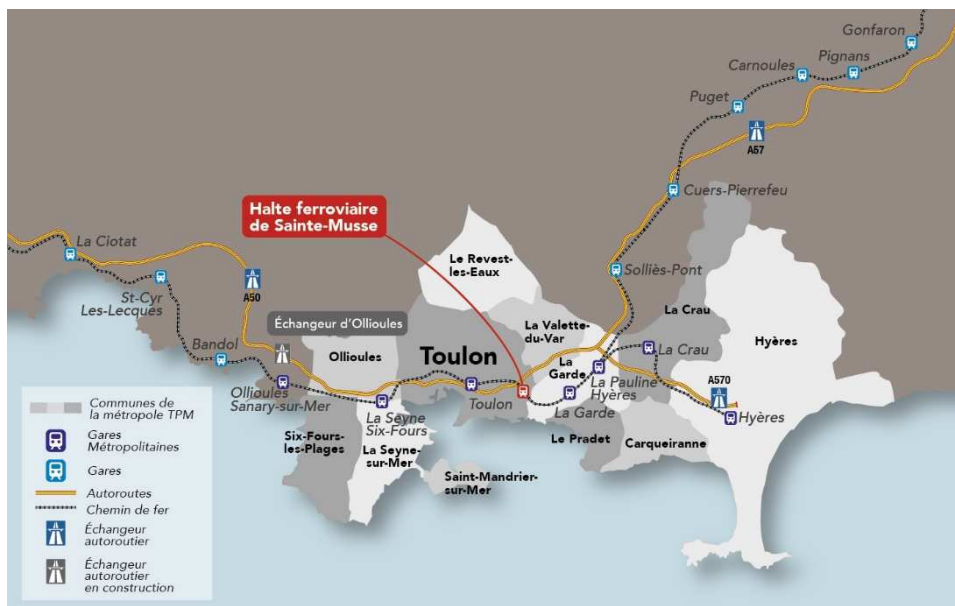 Gonfaron
Pignans
Carnoules
Puget
A57
Cuers-Pierrefeu
Halte ferroviaire
de Sainte-Musse
La Ciotat
Le Revest-
les-Eaux
Solliès-Pont
A50
St-Cyr
Les-Lecques
La Crau
Échangeur d'Ollioules
La Valette-
du-Var
Hyères
Bandol
Ollioules
Toulon
La Crau
La
Garde
La Pauline
Hyères
A570
Ollioules
Sanary-sur-Mer
Toulon
La Garde
Hyères
La Seyne
Six-Fours
Six-Fours-
les-Plages
La Seyne-
sur-Mer
Le Pradet
Carqueiranne
Saint-Mandrier-
sur-Mer
Communes de
la métropole TPM
Gares
Métropolitaines
Gares
Autoroutes
Chemin de fer
Échangeur
autoroutier
Échangeur
autoroutier
en construction